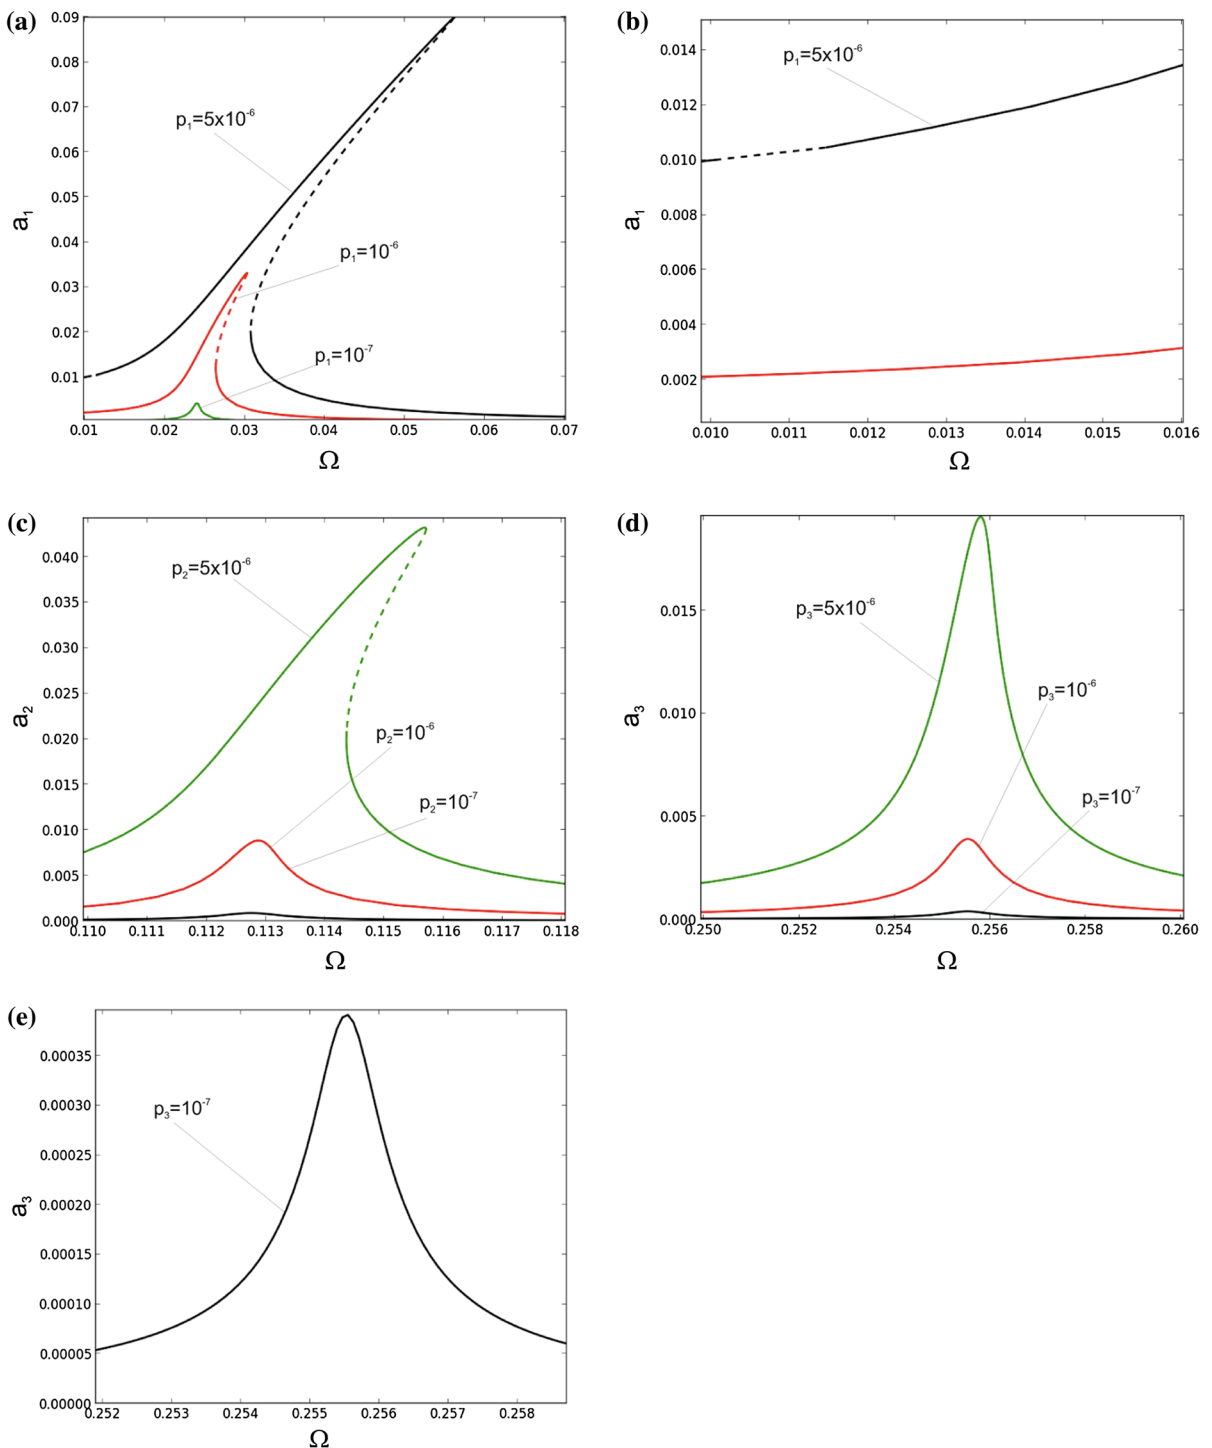 (a)
0.09
0.08
0.07
0.06
0.05
0.04
0.03
0.02
0.01
a₁
p₁=5x10⁻⁶
p₁=10⁻⁶
p₁=10⁻⁷
0.01 0.02 0.03 0.04 0.05 0.06 0.07
Ω
(b)
0.014
0.012
0.010
0.008
0.006
0.004
0.002
a₁
p₁=5x10⁻⁶
0.010 0.011 0.012 0.013 0.014 0.015 0.016
Ω
(c)
0.040
0.035
0.030
0.025
0.020
0.015
0.010
0.005
0.000
a₂
p₂=5x10⁻⁶
p₂=10⁻⁶
p₂=10⁻⁷
0.110 0.111 0.112 0.113 0.114 0.115 0.116 0.117 0.118
Ω
(d)
0.015
0.010
0.005
0.000
a₃
p₃=5x10⁻⁶
p₃=10⁻⁶
p₃=10⁻⁷
0.250 0.252 0.254 0.256 0.258 0.260
Ω
(e)
0.00035
0.00030
0.00025
0.00020
0.00015
0.00010
0.00005
0.00000
a₃
p₃=10⁻⁷
0.252 0.253 0.254 0.255 0.256 0.257 0.258
Ω